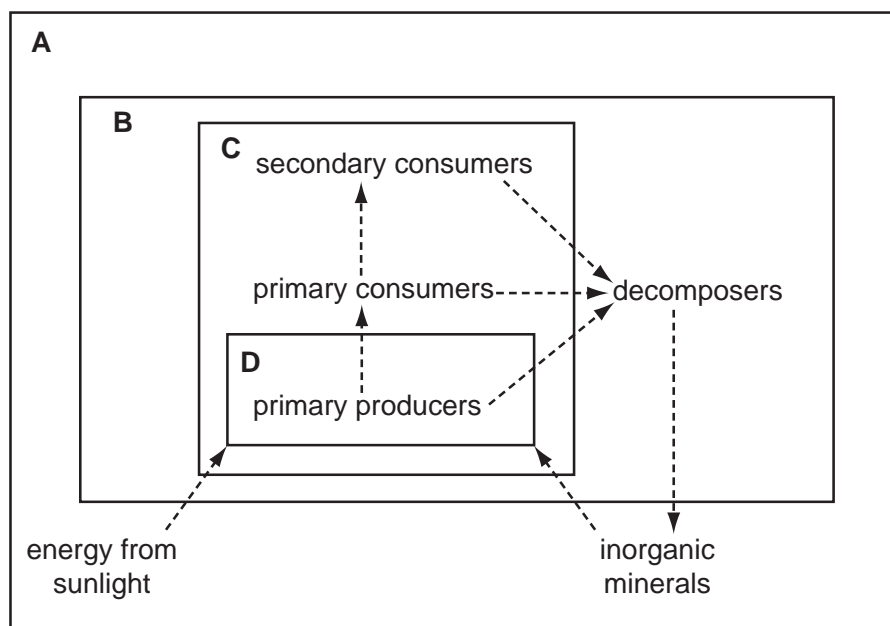 A
B
C
secondary consumers
primary consumers
decomposers
D
primary producers
energy from
sunlight
inorganic
minerals